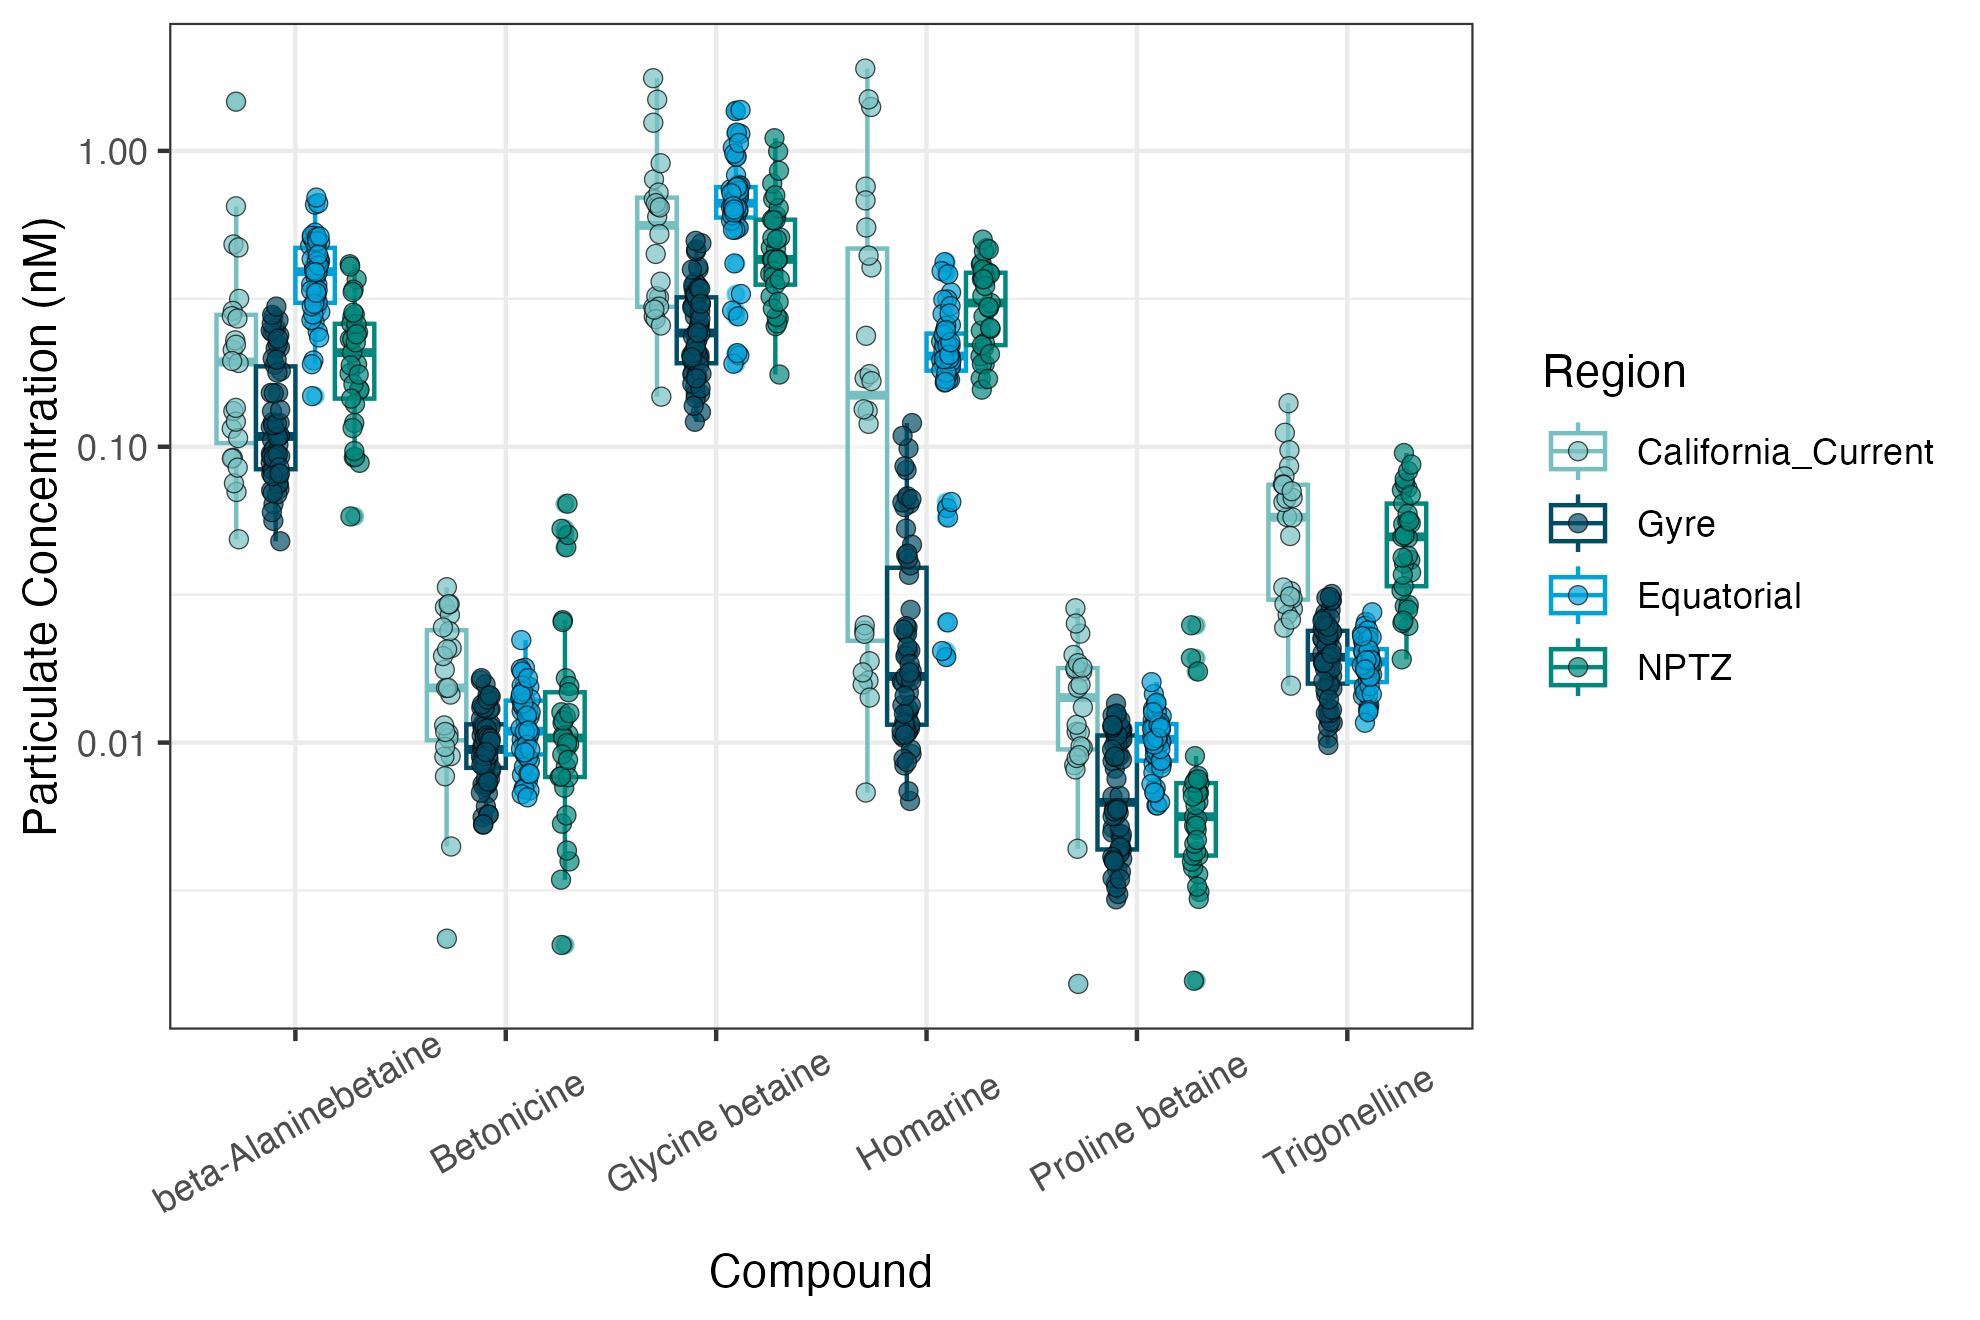 Particulate Concentration (nM)
1.00
0.10
0.01
beta-Alaninebetaine
Betonicine
Glycine betaine
Homarine
Proline betaine
Trigonelline
Compound
Region
California_Current
Gyre
Equatorial
NPTZ